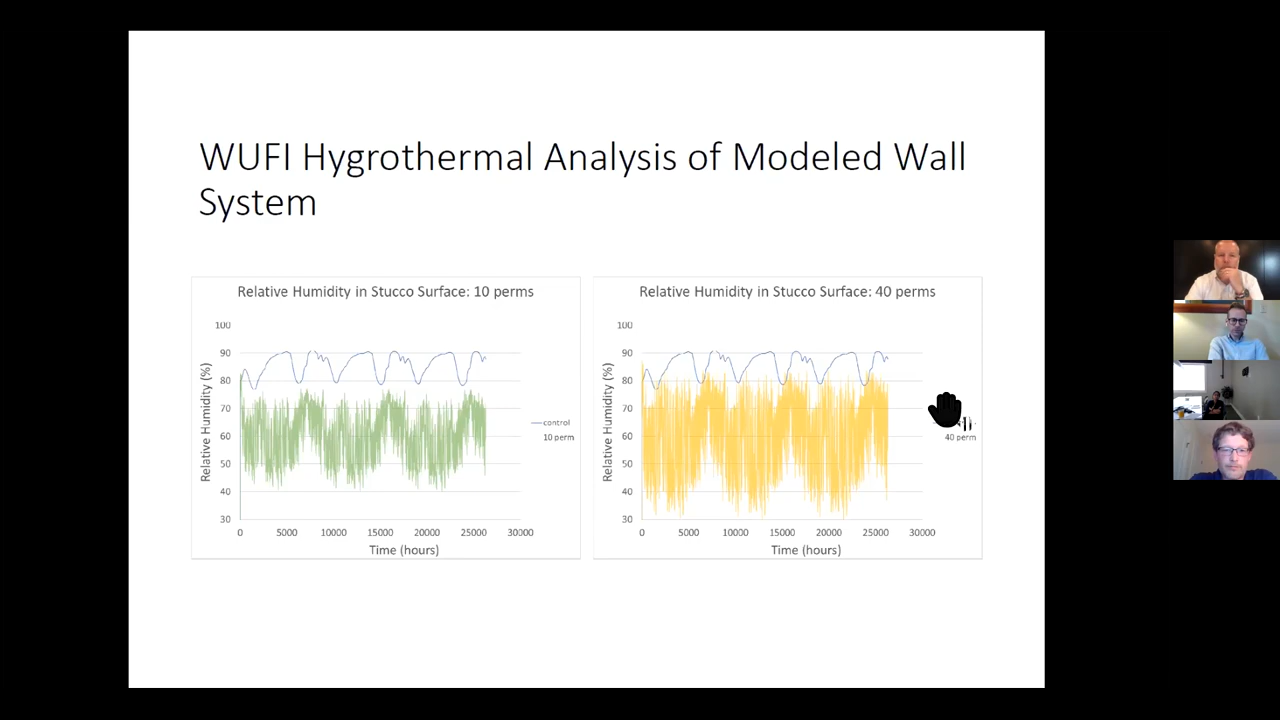 WUFI Hygrothermal Analysis of Modeled Wall
System
Relative Humidity in Stucco Surface: 10 perms
Relative Humidity (%)
100
90
80
70
60
50
40
30
0 5000 10000 15000 20000 25000 30000
Time (hours)
control
10 perm
Relative Humidity in Stucco Surface: 40 perms
Relative Humidity (%)
100
90
80
70
60
50
40
30
0 5000 10000 15000 20000 25000 30000
Time (hours)
40 perm